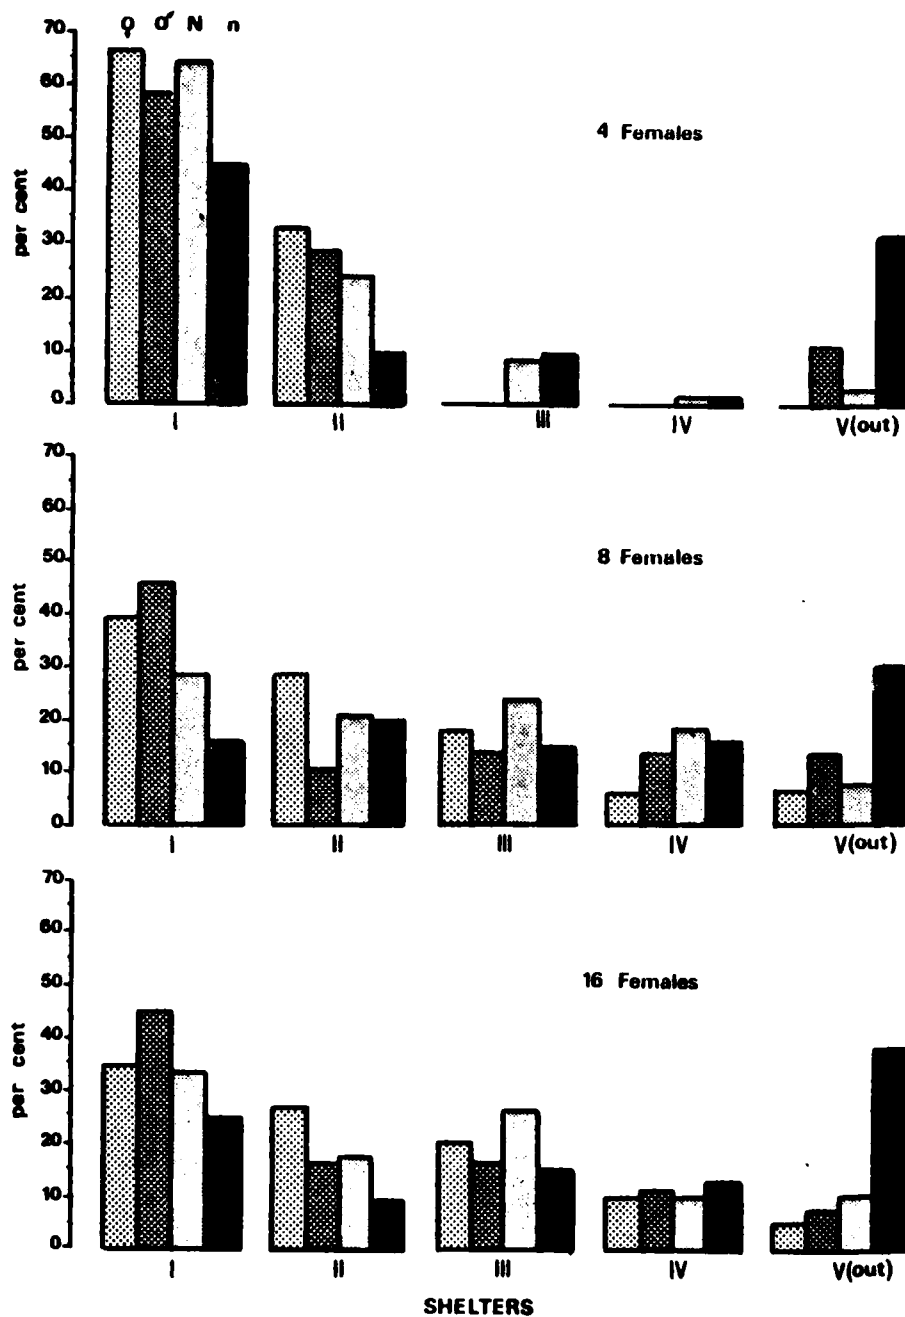 ♀ ♂ N n
70
60
50
40
30
20
10
0
per cent
4 Females
I II III IV V(out)
70
60
50
40
30
20
10
0
per cent
8 Females
I II III IV V(out)
70
60
50
40
30
20
10
0
per cent
16 Females
I II III IV V(out)
SHELTERS